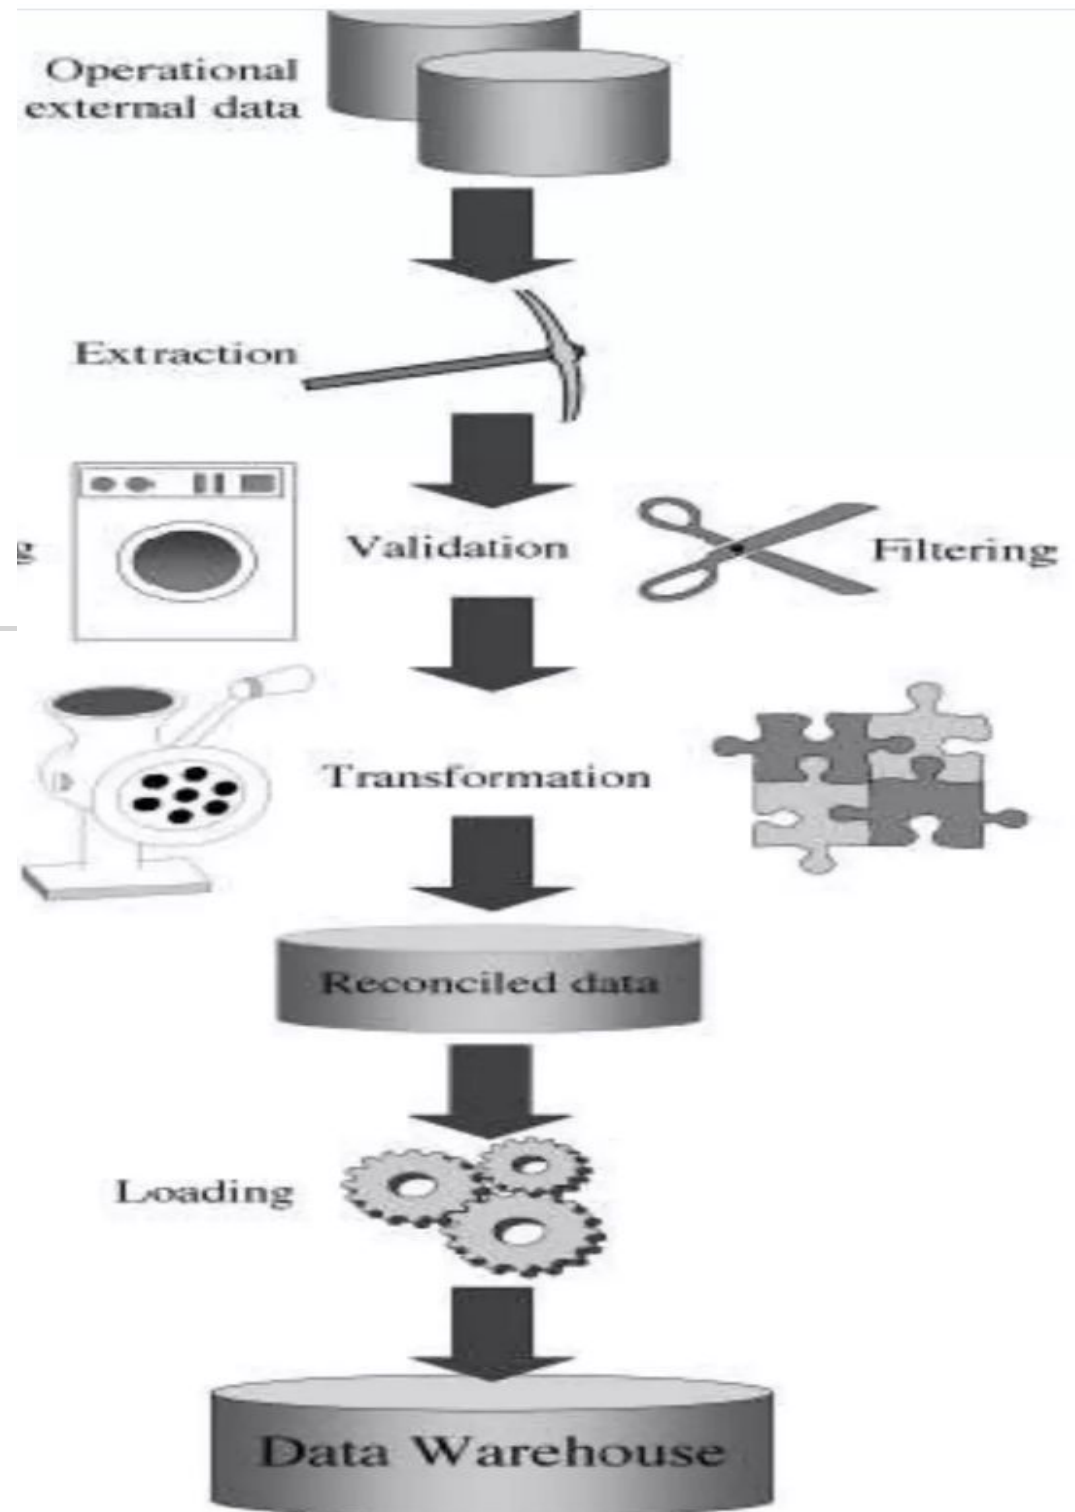 Operational
external data
Extraction
g
Validation
Filtering
Transformation
Reconciled data
Loading
Data Warehouse